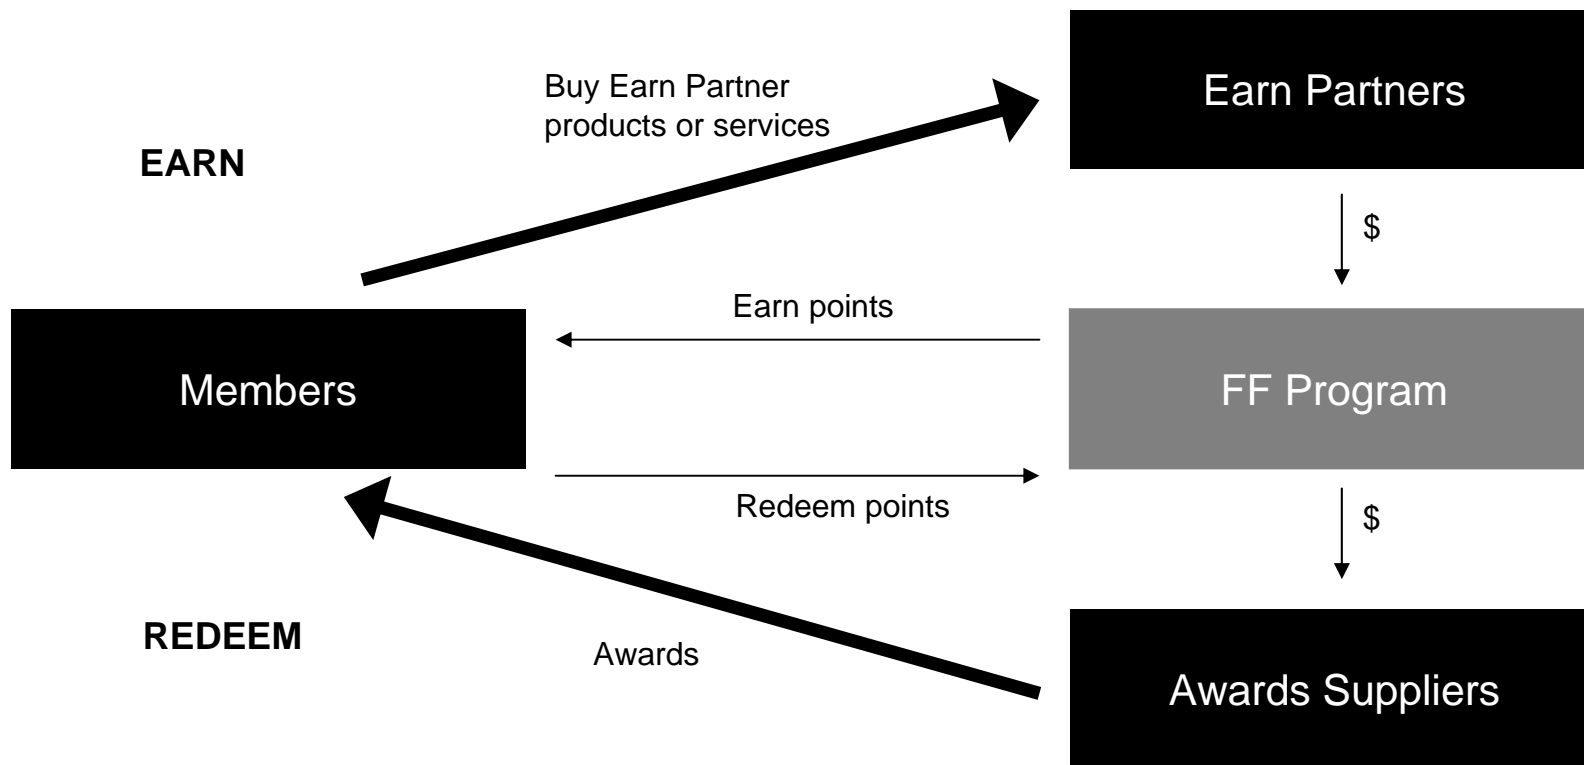 Buy Earn Partner
products or services
Earn Partners
EARN
$
Earn points
Members
FF Program
Redeem points
$
REDEEM
Awards
Awards Suppliers